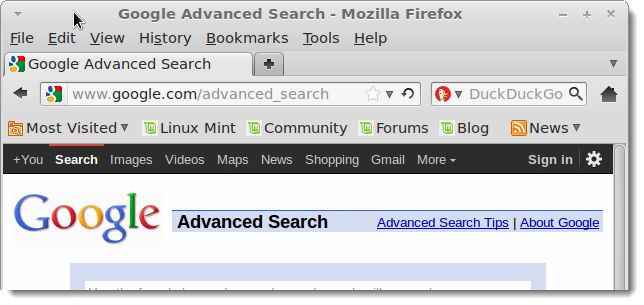 Google Advanced Search - Mozilla Firefox
File Edit View History Bookmarks Tools Help
Google Advanced Search
www.google.com/advanced_search DuckDuckGo
Most Visited Linux Mint Community Forums Blog News
+You Search Images Videos Maps News Shopping Gmail More Sign in
Google Advanced Search Advanced Search Tips | About Google